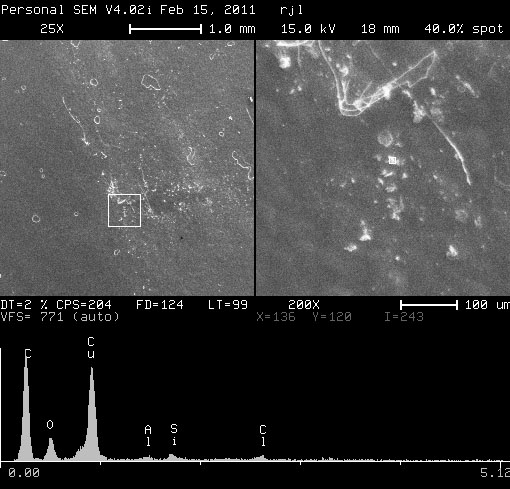 Personal SEM V4.02i Feb 15, 2011 rjl
25X 1.0 mm 15.0 kV 18 mm 40.0% spot
DT=2 % CPS=204 FD=124 LT=99 200X 100 um
VFS= 771 (auto) X=136 Y=120 I=243
C O Cu Al Si Cl
0.00 5.12